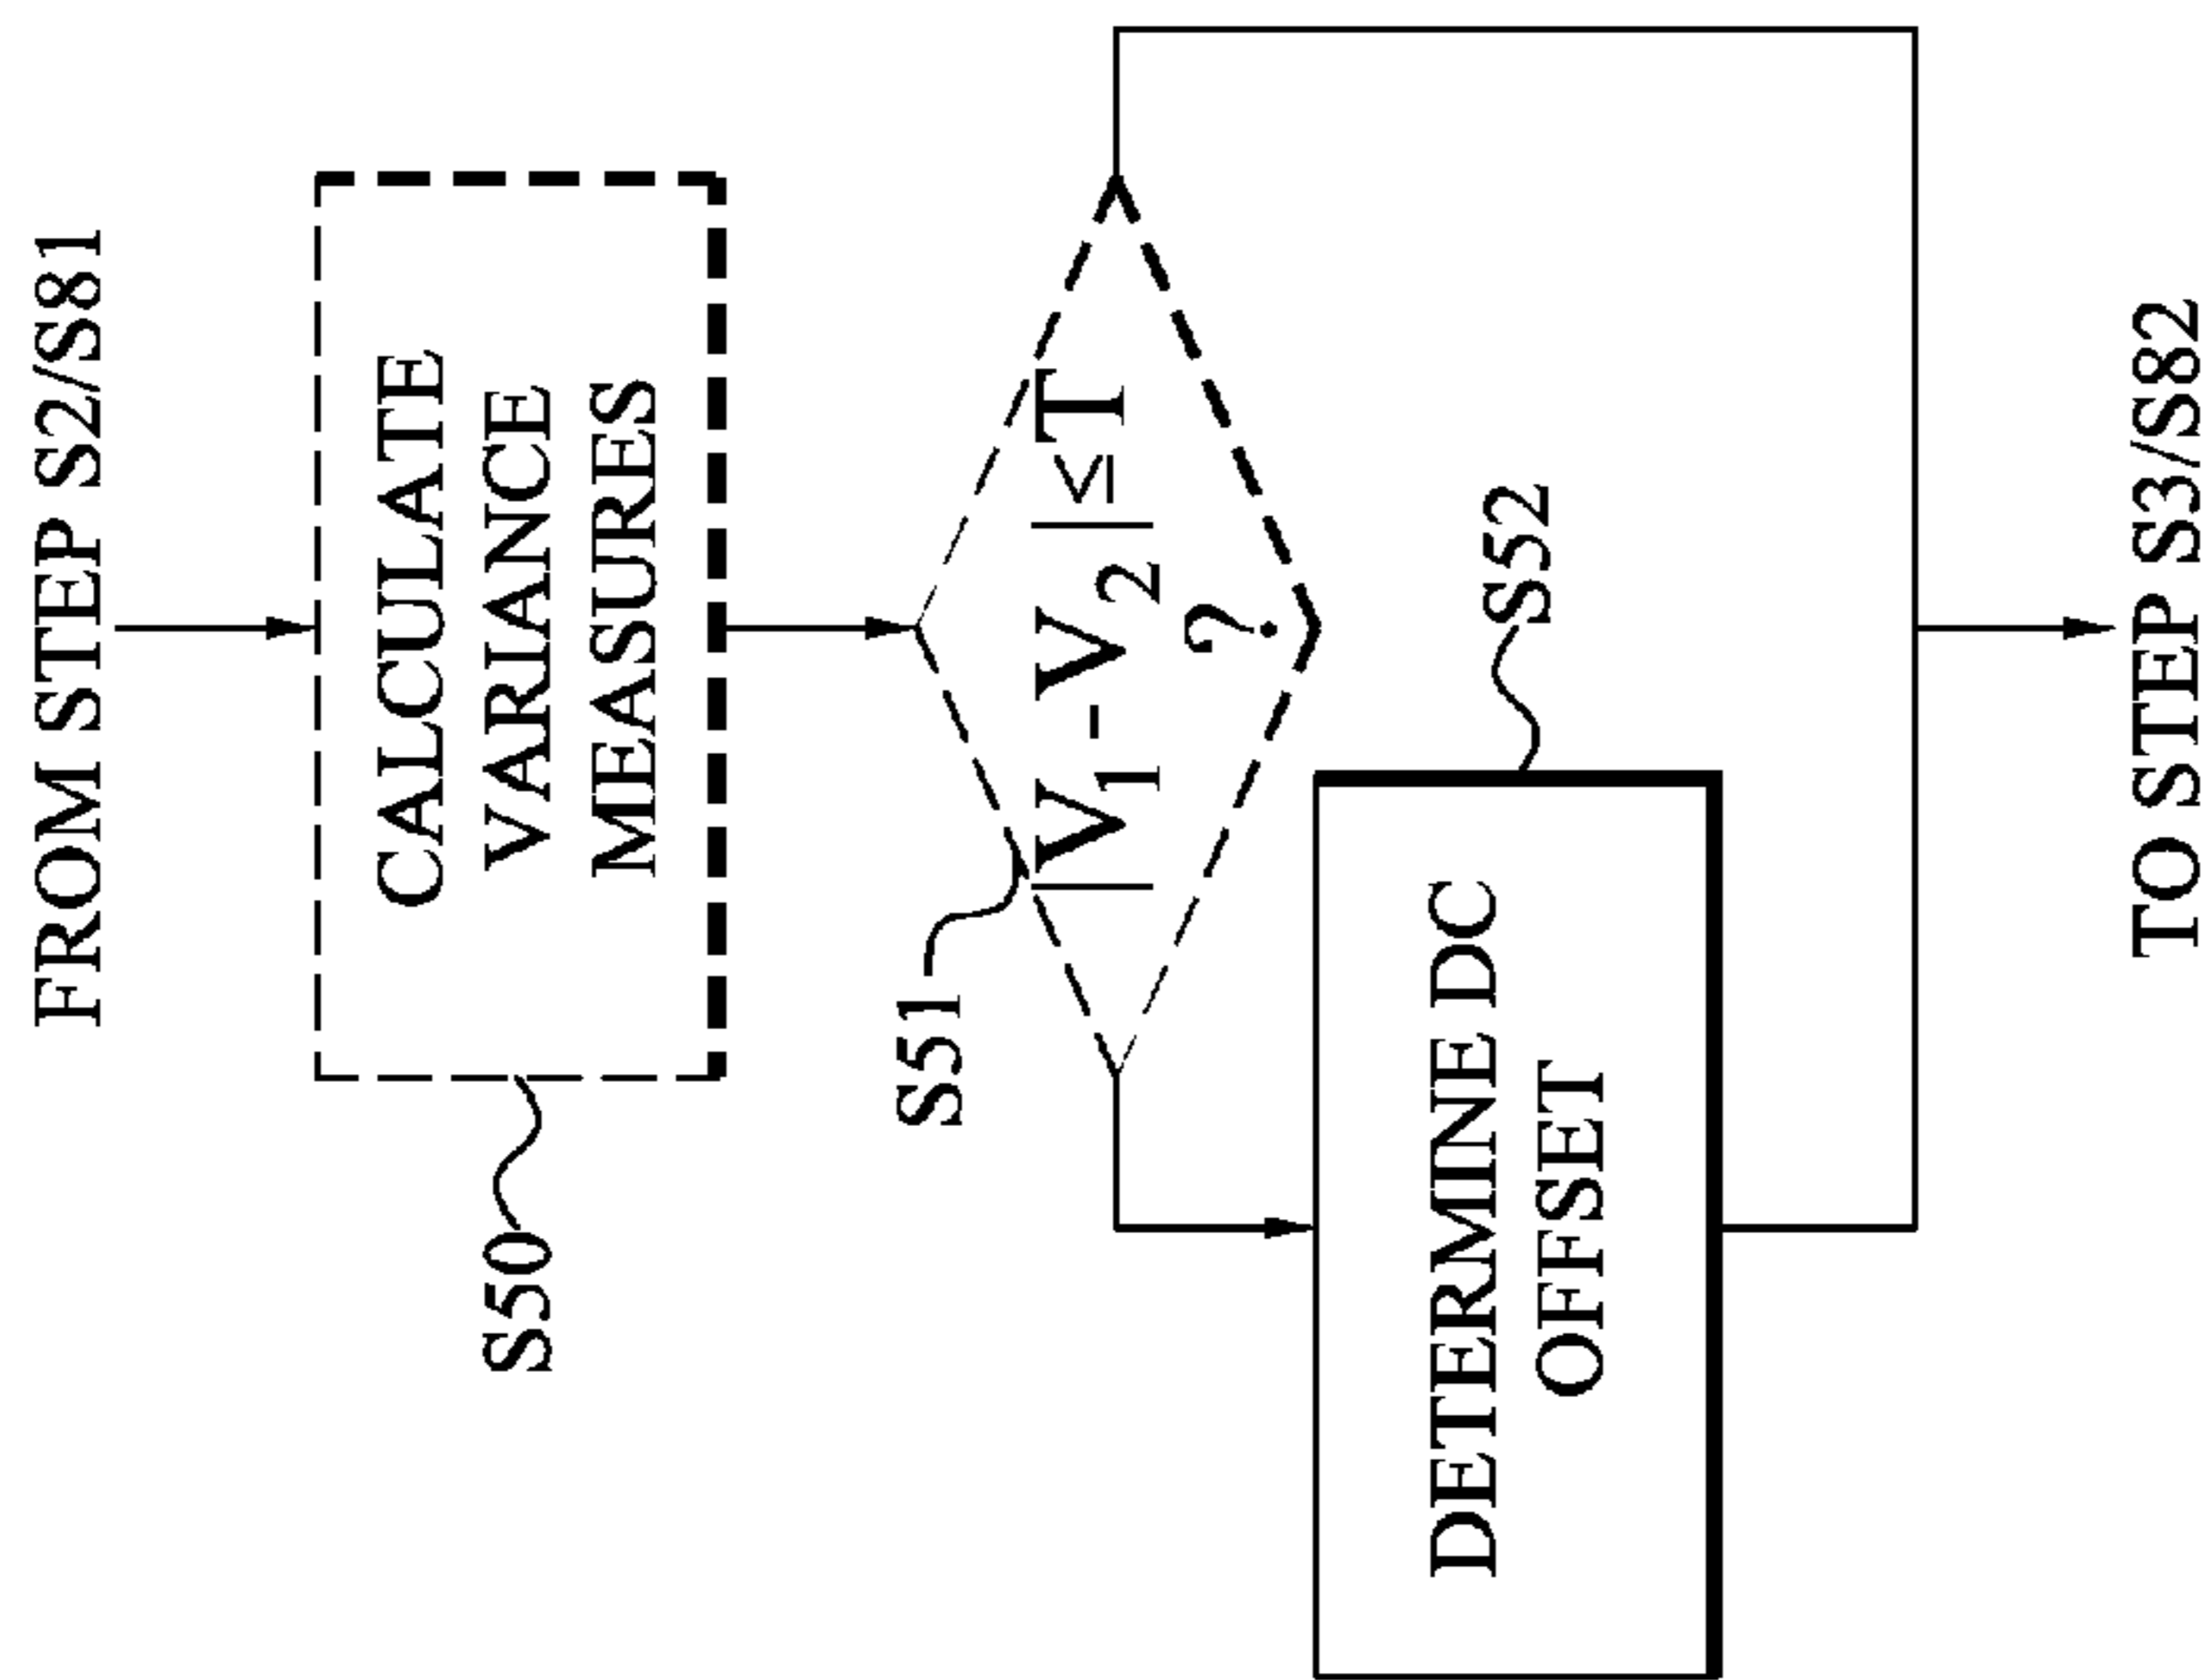 FROM STEP S2/S81
CALCULATE
VARIANCE
MEASURES
S50
S51
|V₁-V₂|≤T
?
S52
DETERMINE DC
OFFSET
TO STEP S3/S82